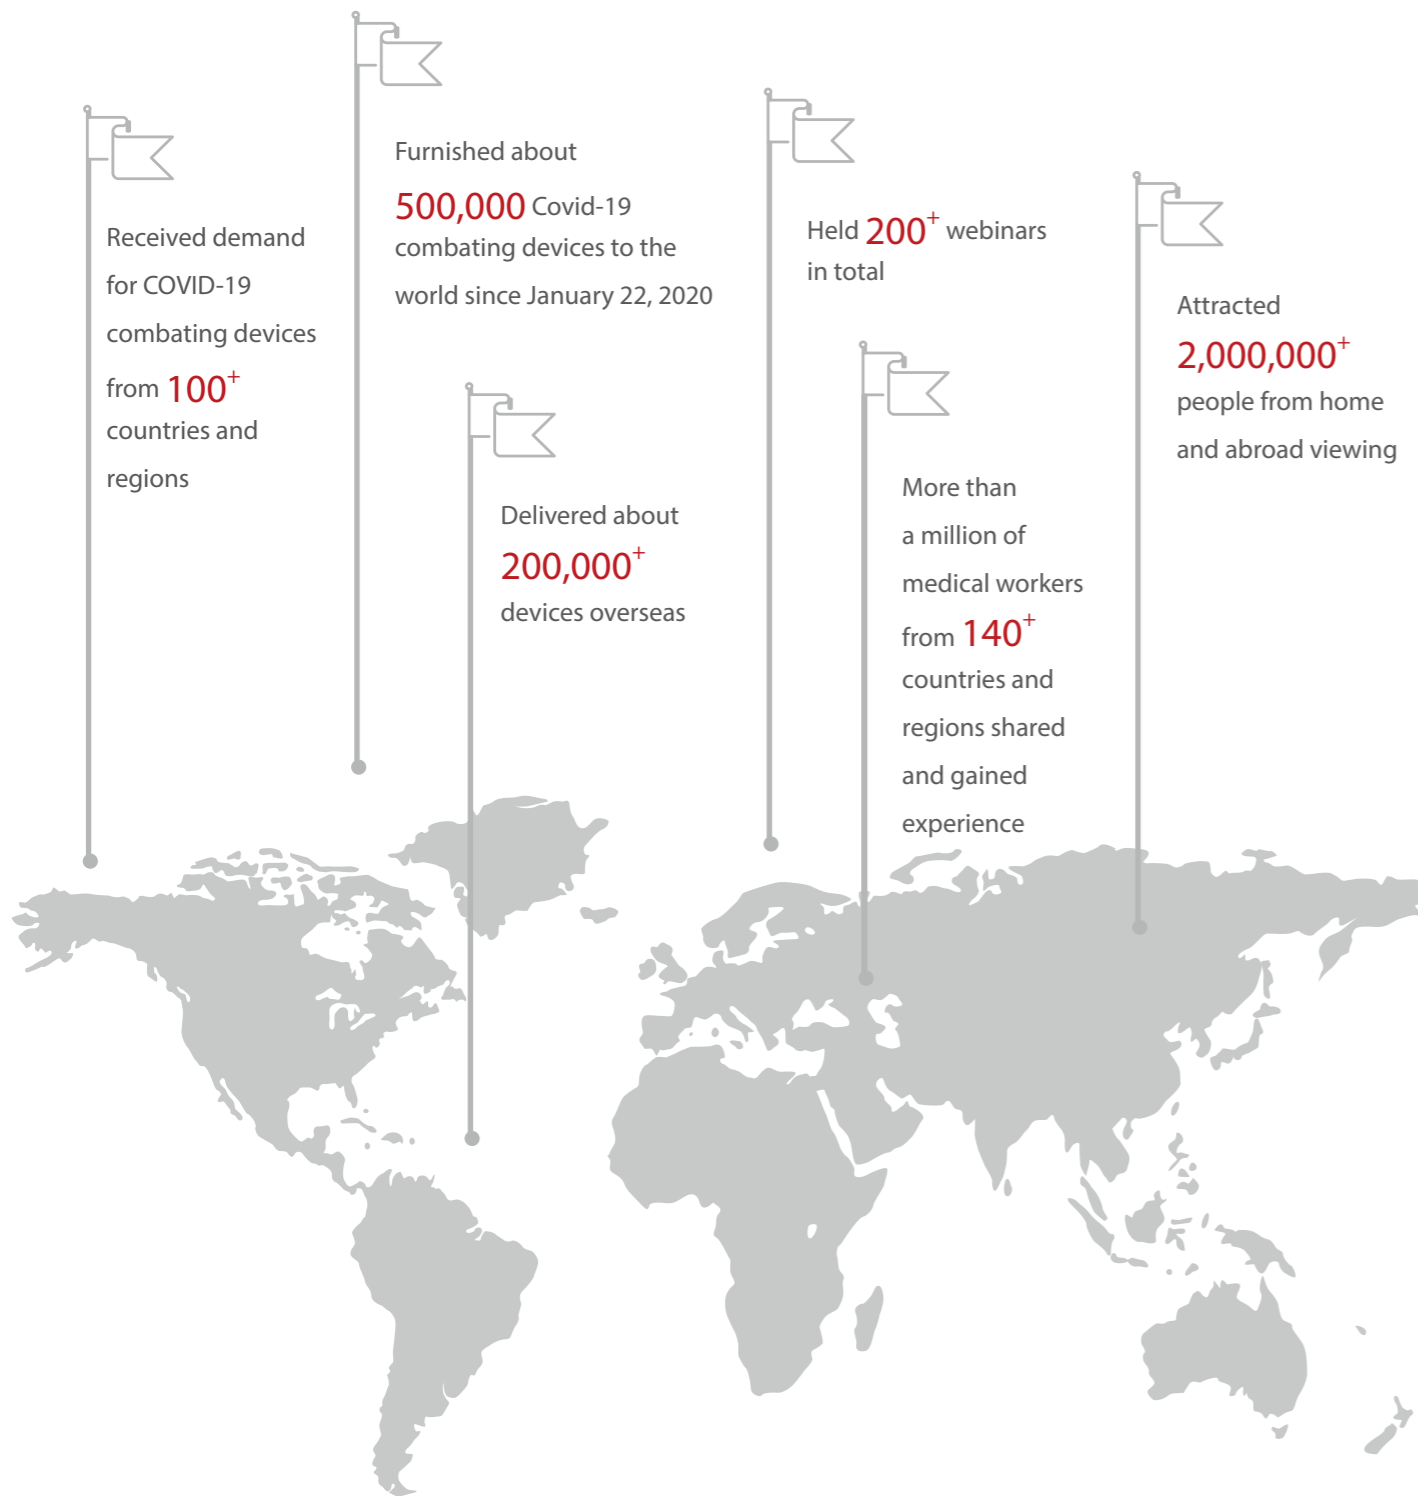 Received demand
for COVID-19
combating devices
from 100+
countries and
regions
Furnished about
500,000 Covid-19
combating devices to the
world since January 22, 2020
Delivered about
200,000+
devices overseas
Held 200+ webinars
in total
More than
a million of
medical workers
from 140+
countries and
regions shared
and gained
experience
Attracted
2,000,000+
people from home
and abroad viewing